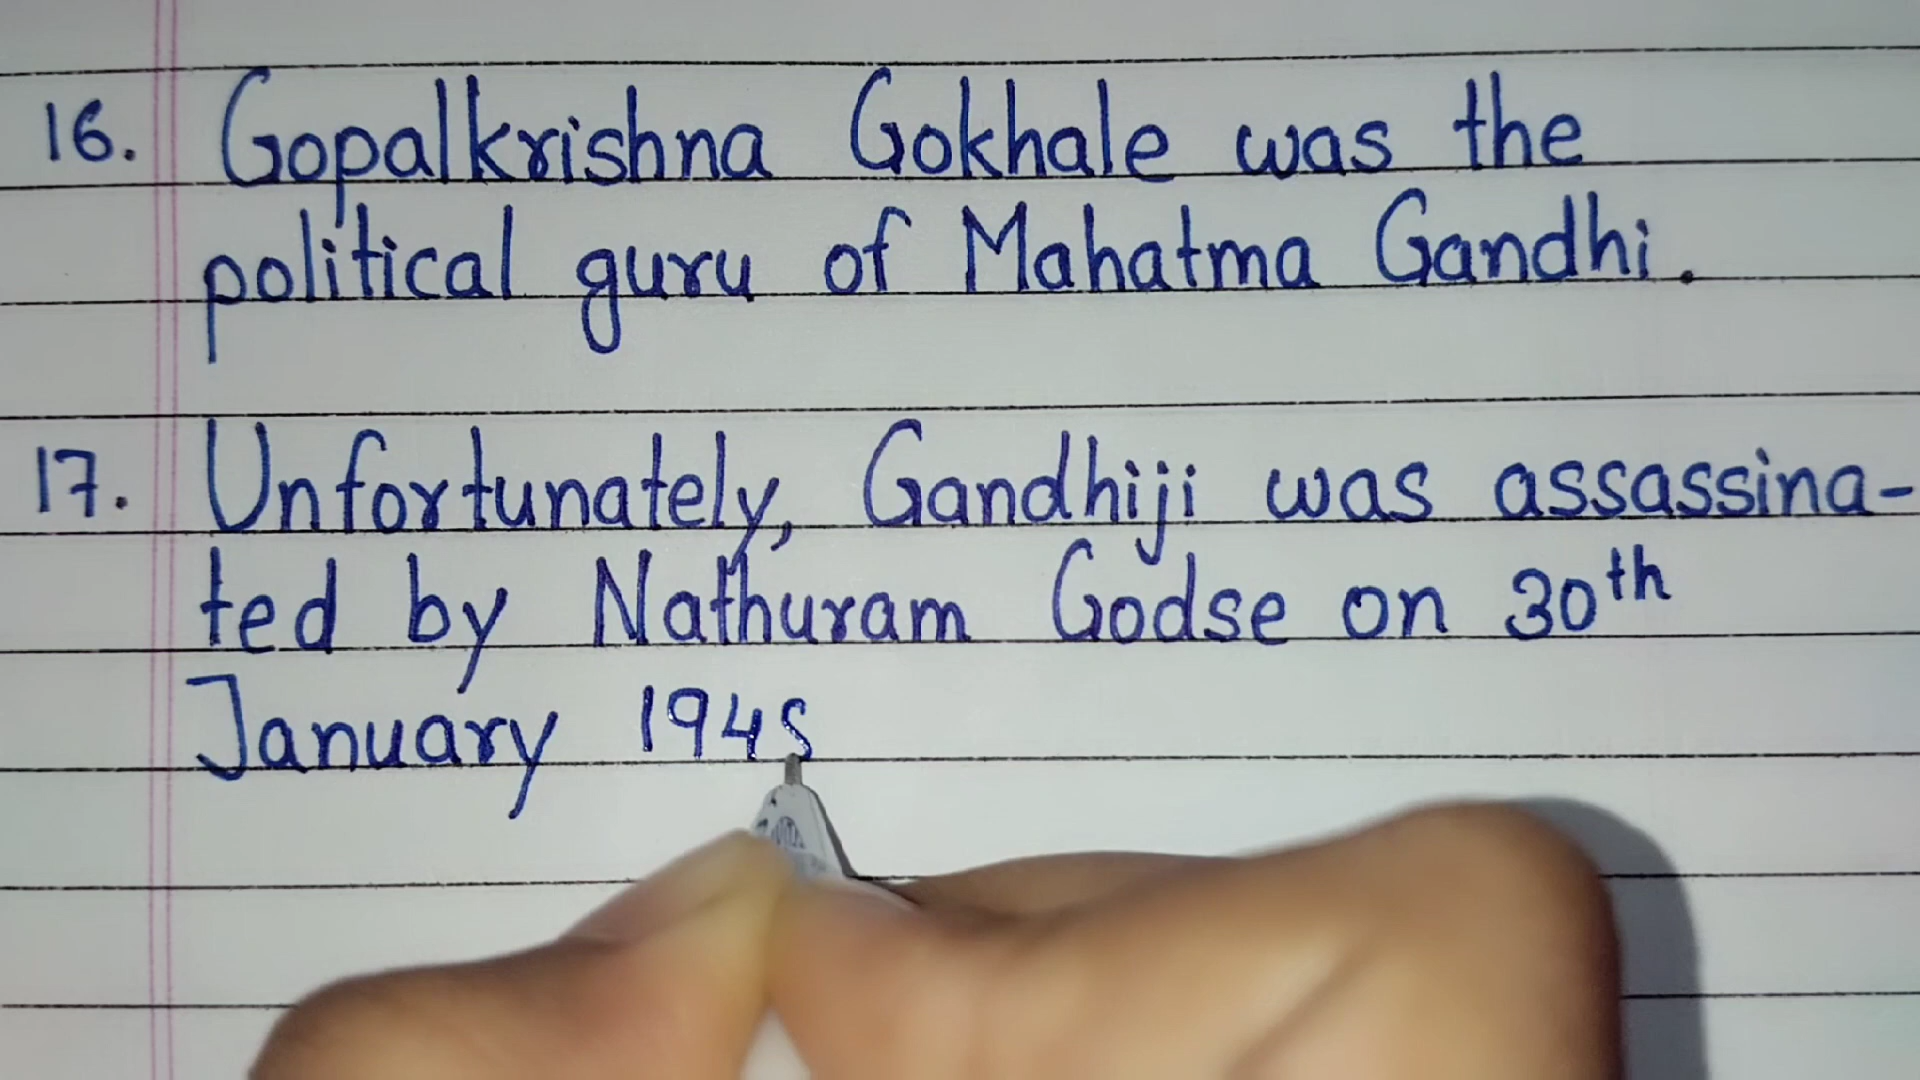 16. Gopalkrishna Gokhale was the
political guru of Mahatma Gandhi.
17. Unfortunately, Gandhiji was assassina-
ted by Nathuram Godse on 30th
January 194S